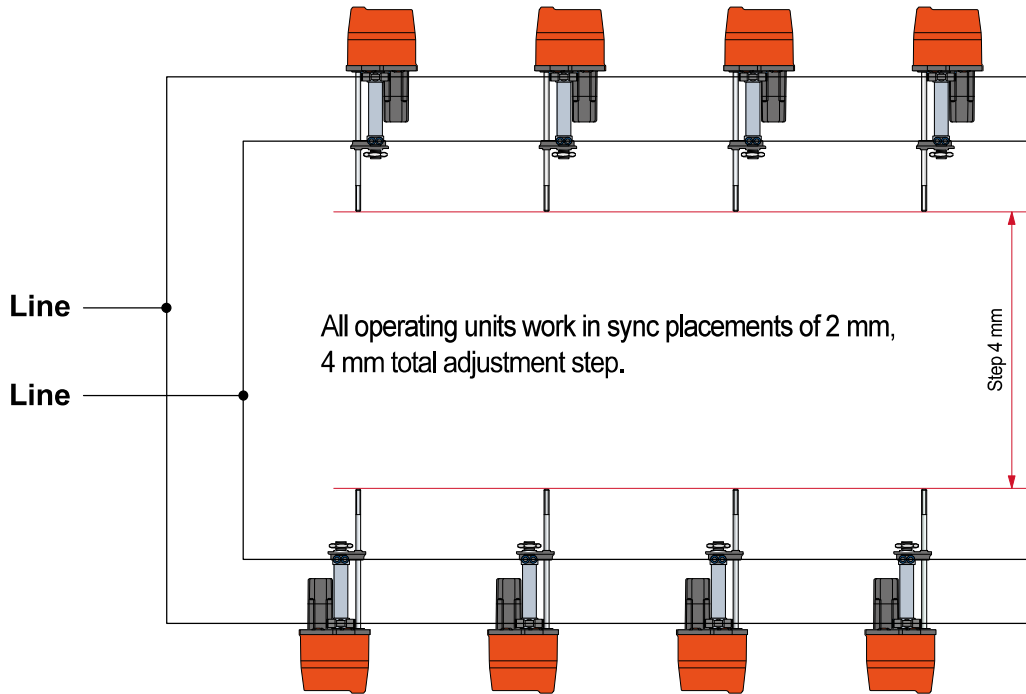 Line
All operating units work in sync placements of 2 mm,
4 mm total adjustment step.
Line
Step 4 mm